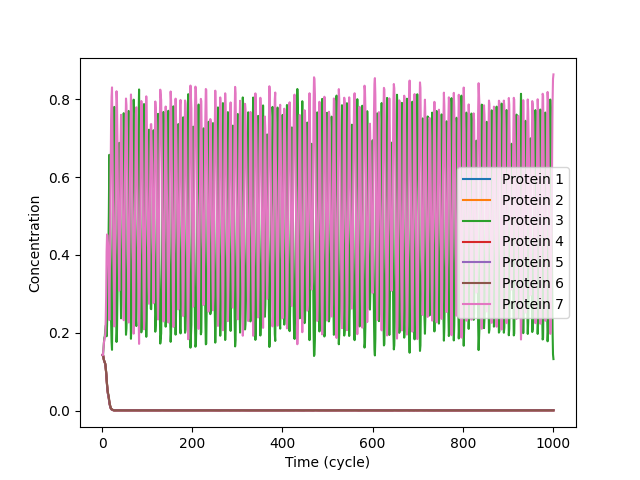 0.8
0.6
0.4
0.2
0.0
Concentration
0
200
400
600
800
1000
Time (cycle)
Protein 1
Protein 2
Protein 3
Protein 4
Protein 5
Protein 6
Protein 7